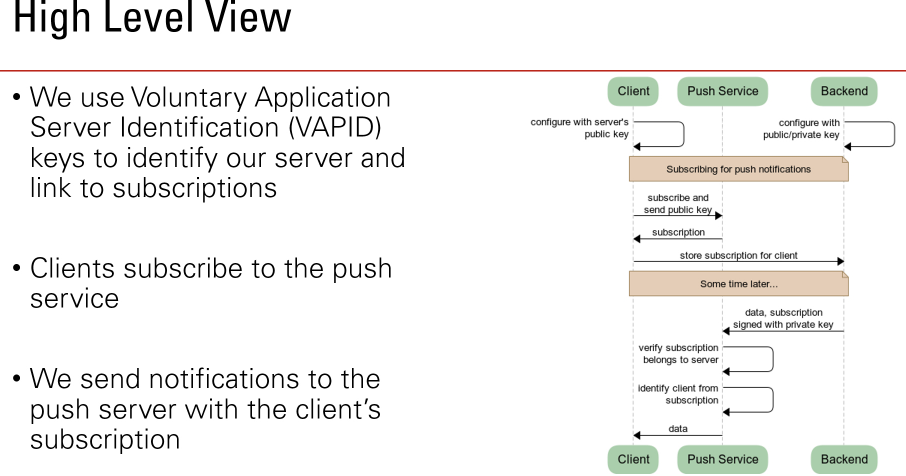 High Level View
• We use Voluntary Application
Server Identification (VAPID)
keys to identify our server and
link to subscriptions
• Clients subscribe to the push
service
• We send notifications to the
push server with the client’s
subscription
Client
Push Service
Backend
configure with server's
public key
configure with
public/private key
Subscribing for push notifications
subscribe and
send public key
subscription
store subscription for client
Some time later...
data, subscription
signed with private key
verify subscription
belongs to server
identify client from
subscription
data
Client
Push Service
Backend